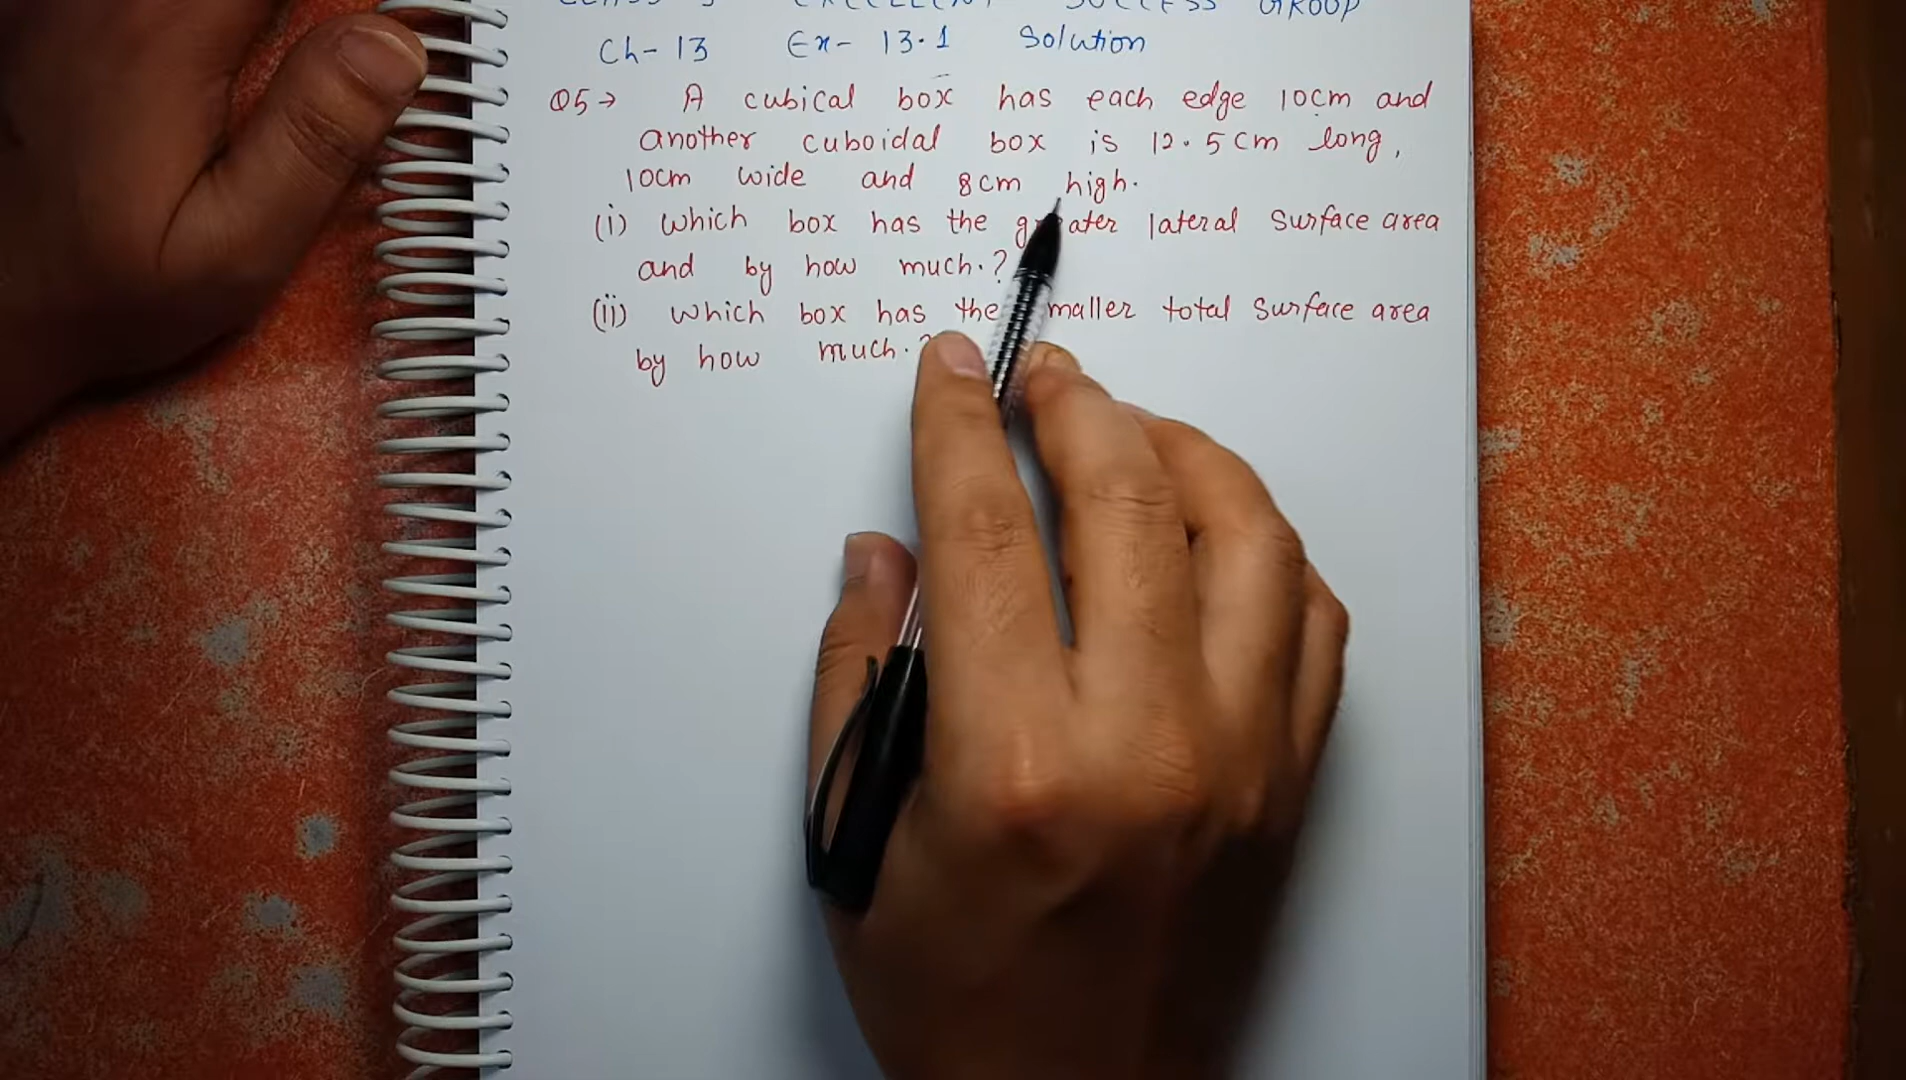 Ch-13 Ex- 13.1 Solution
Q5→ A cubical box has each edge 10cm and
another cuboidal box is 12.5cm long,
10cm wide and 8cm high.
(i) which box has the lateral surface area
and by how much.?
(ii) which box has the total surface area
by how much.?